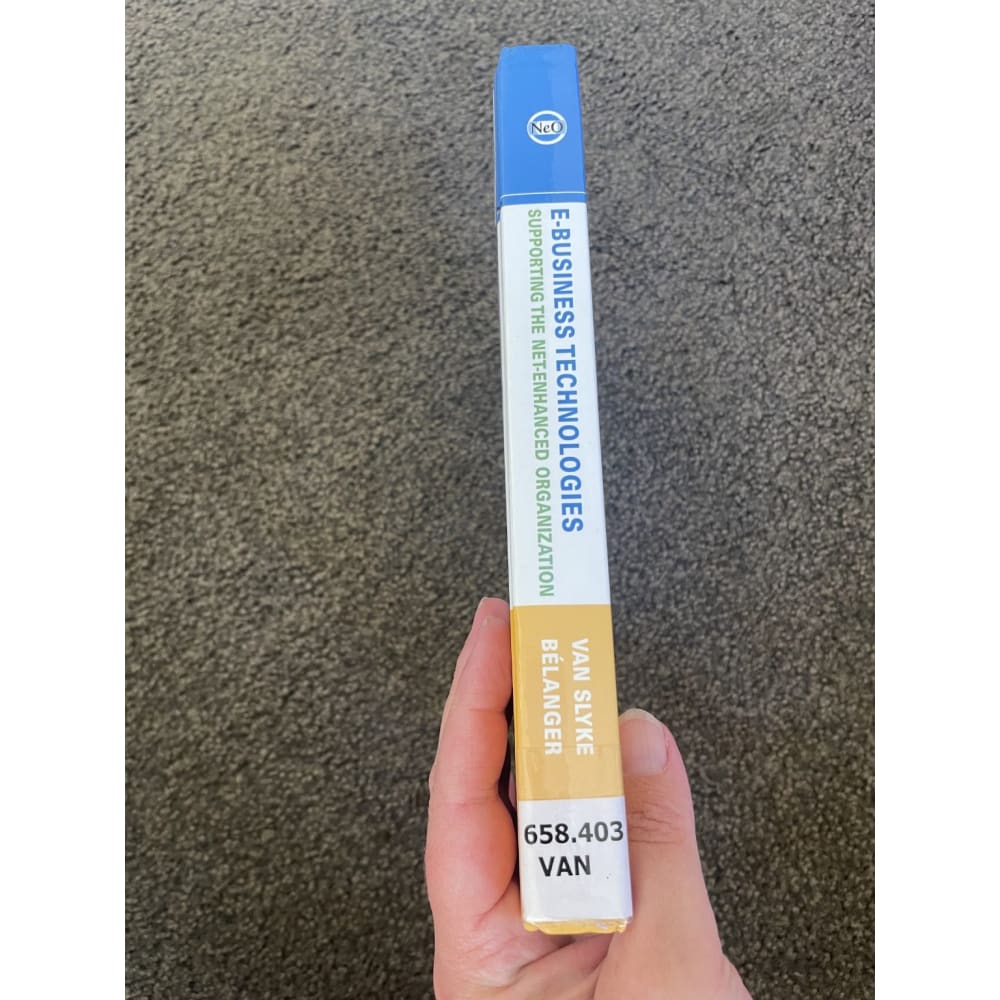 NeO
E-BUSINESS TECHNOLOGIES
SUPPORTING THE NET-ENHANCED ORGANIZATION
VAN SLYKE
BÉLANGER
658.403
VAN